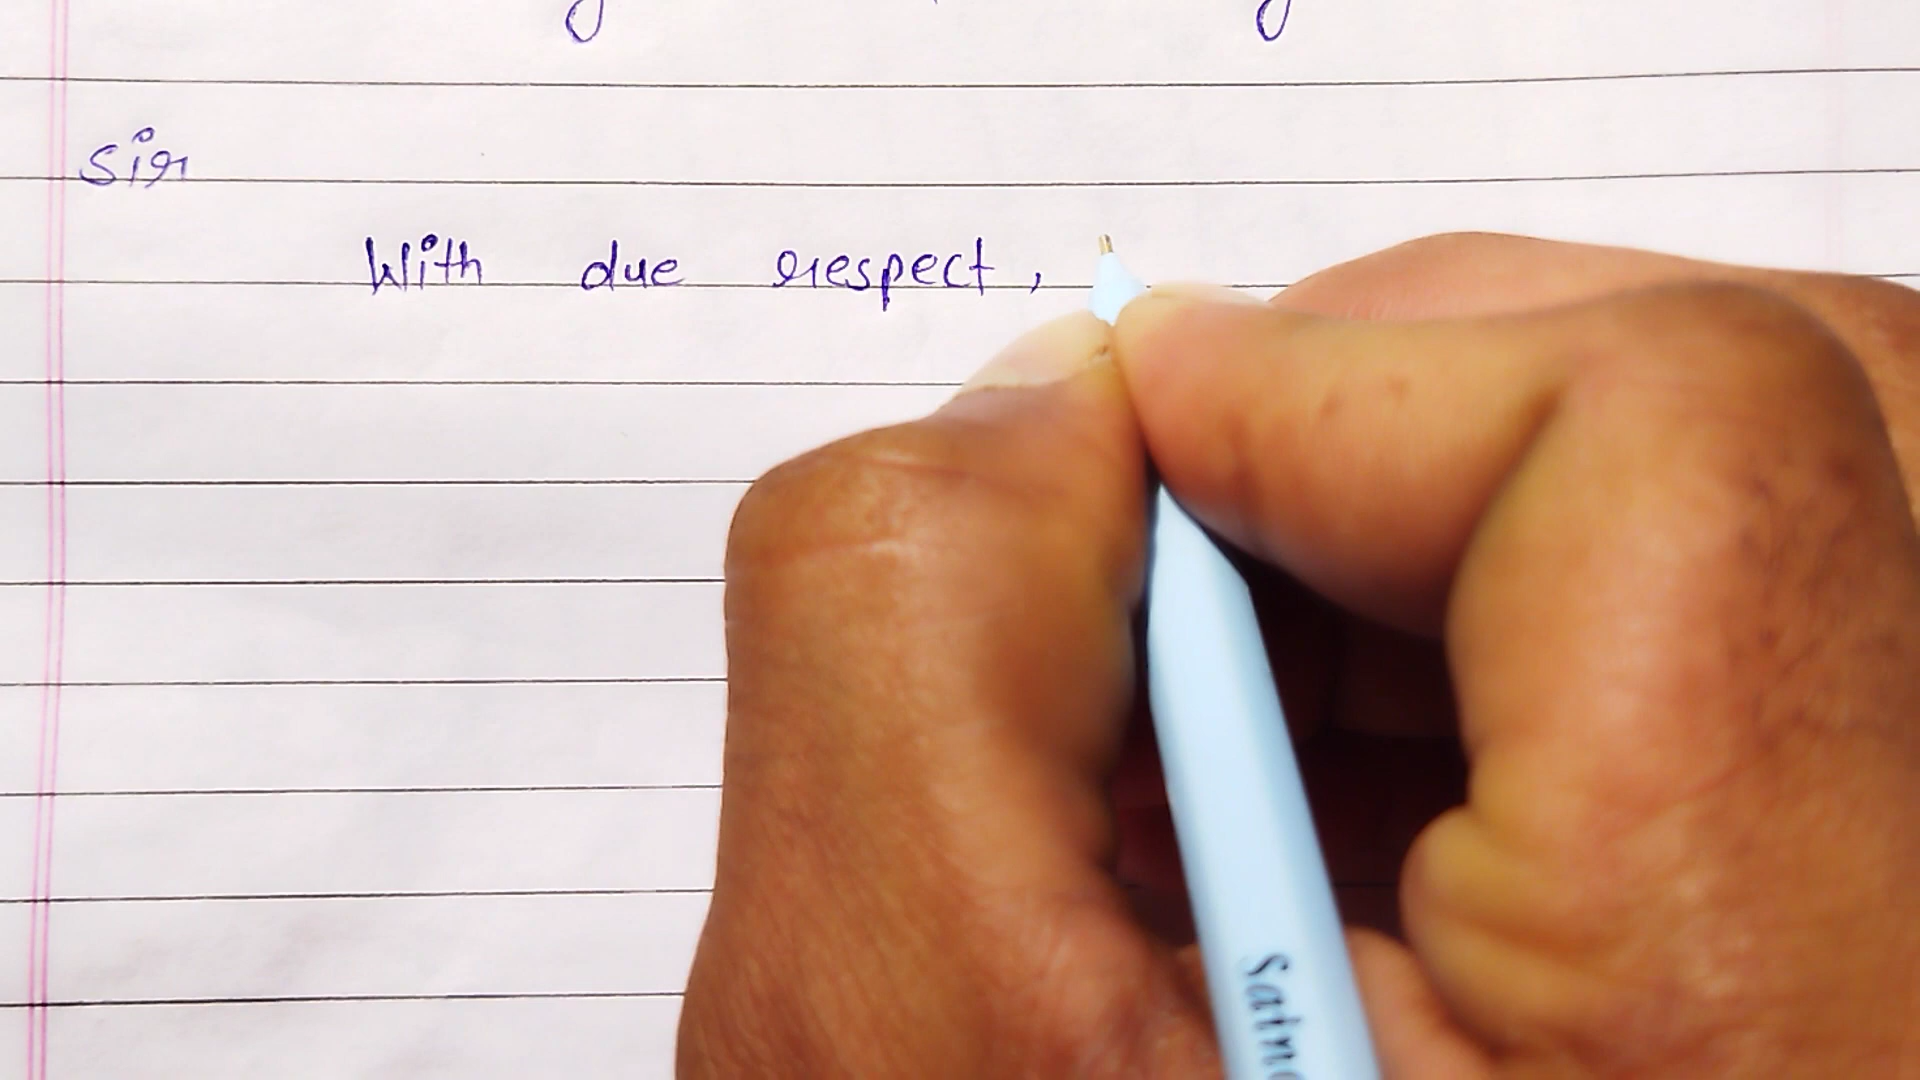 Sir
With due respect,